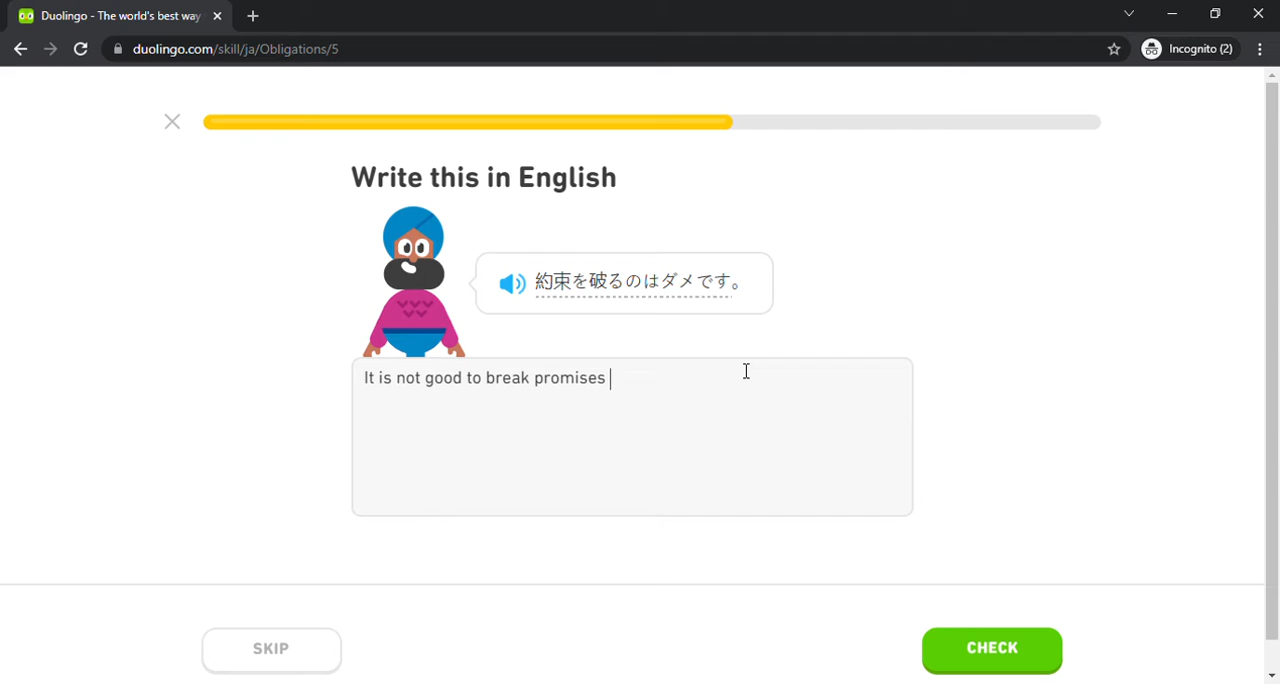 Duolingo - The world's best way
duolingo.com/skill/ja/Obligations/5
Incognito (2)
Write this in English
約束を破るのはダメです。
It is not good to break promises
SKIP
CHECK